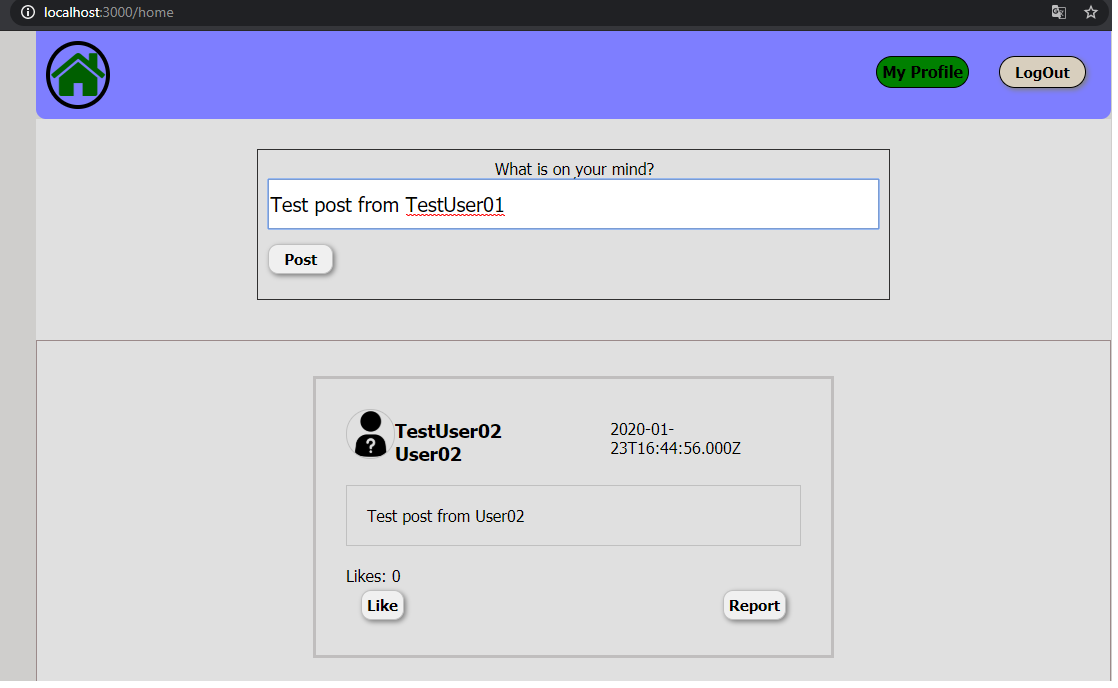 localhost:3000/home
My Profile
LogOut
What is on your mind?
Test post from TestUser01
Post
TestUser02
User02
2020-01-
23T16:44:56.000Z
?
Test post from User02
Likes: 0
Like
Report